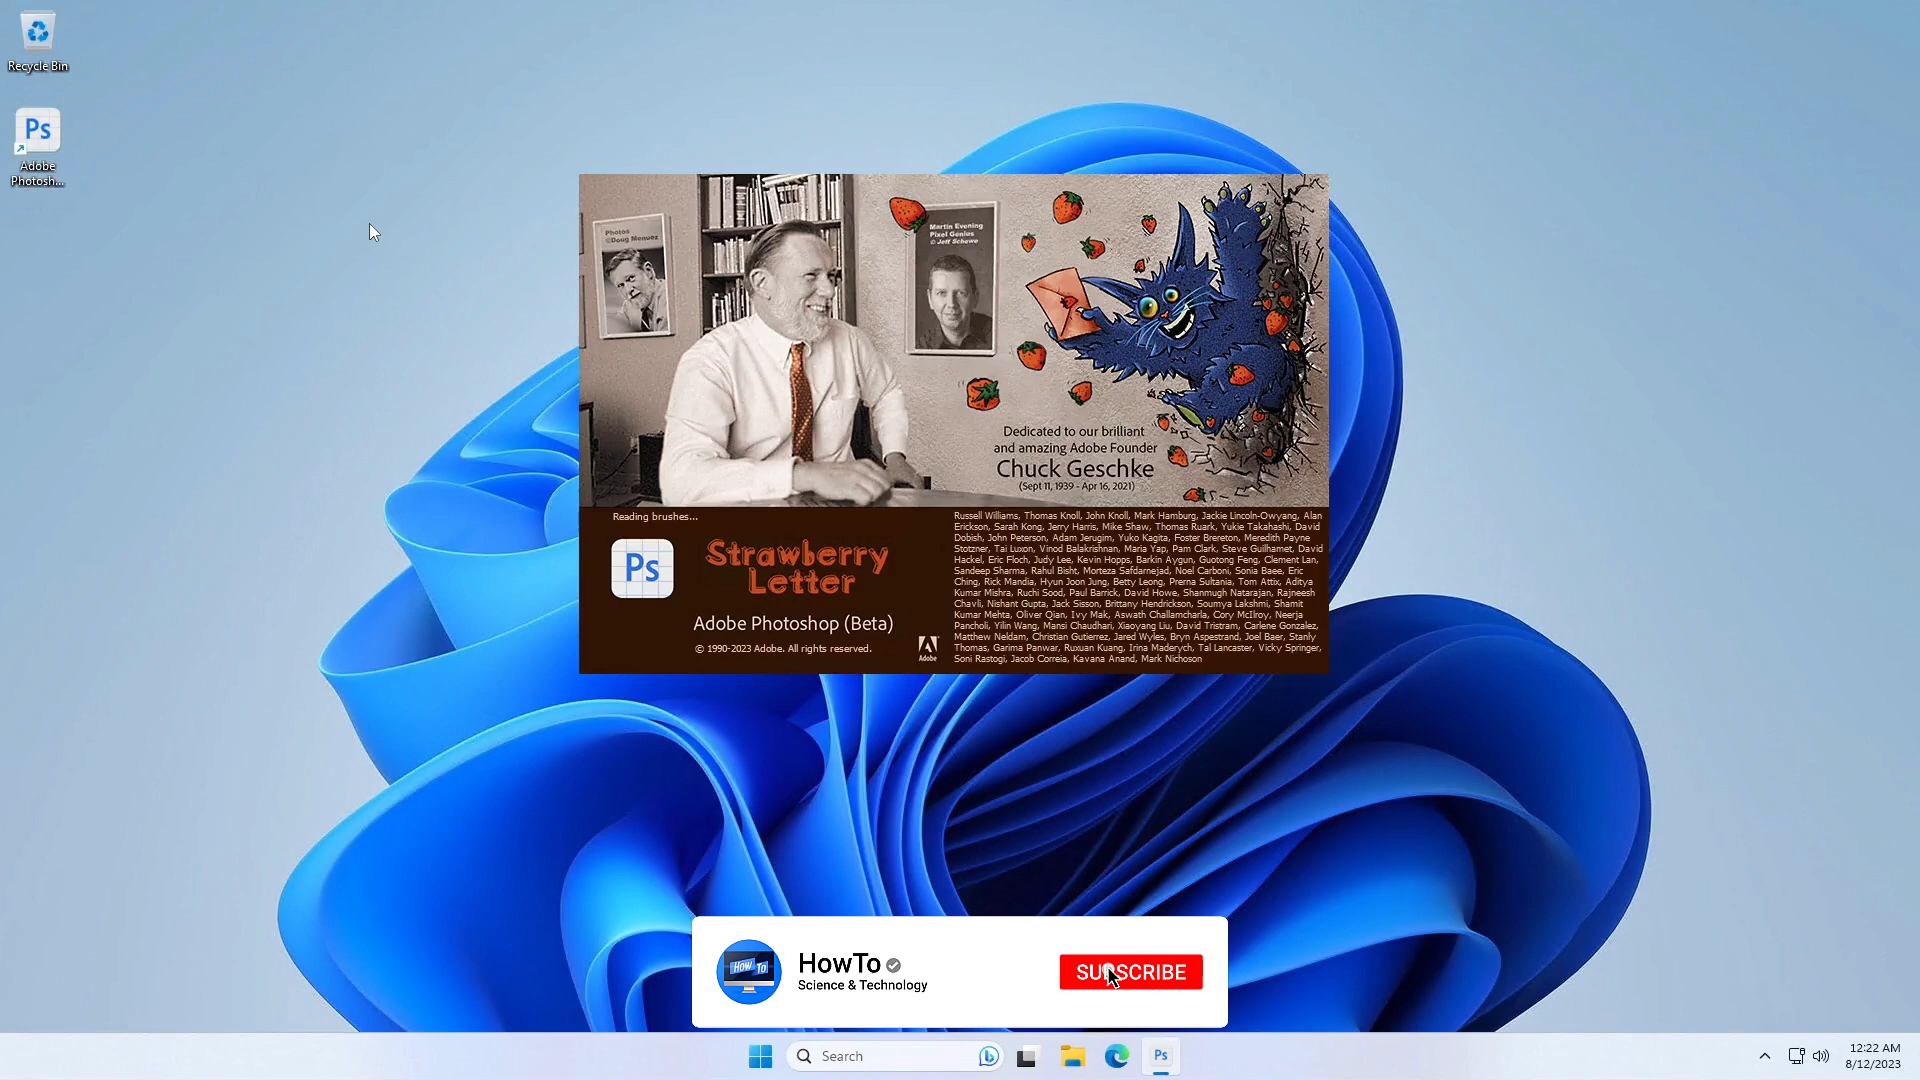 Recycle Bin
Ps
Adobe
Photosh...
Photos
©Doug Menuez
Martin Evening
Pixel Genius
© Jeff Schewe
Dedicated to our brilliant
and amazing Adobe Founder
Chuck Geschke
(Sept 11, 1939 - Apr 16, 2021)
Reading brushes...
Ps
Strawberry
Letter
Adobe Photoshop (Beta)
© 1990-2023 Adobe. All rights reserved.
Adobe
Russell Williams, Thomas Knoll, John Knoll, Mark Hamburg, Jackie Lincoln-Owyang, Alan
Erickson, Sarah Kong, Jerry Harris, Mike Shaw, Thomas Ruark, Yukie Takahashi, David
Dobish, John Peterson, Adam Jerugim, Yuko Kagita, Foster Brereton, Meredith Payne
Stotzner, Tai Luxon, Vinod Balakrishnan, Maria Yap, Pam Clark, Steve Guilhamet, David
Hackel, Eric Floch, Judy Lee, Kevin Hopps, Barkin Aygun, Guotong Feng, Clement Lan,
Sandeep Sharma, Rahul Bisht, Morteza Safdarnejad, Noel Carboni, Sonia Baee, Eric
Ching, Rick Mandia, Hyun Joon Jung, Betty Leong, Prerna Sultania, Tom Attix, Aditya
Kumar Mishra, Ruchi Sood, Paul Barrick, David Howe, Shanmugh Natarajan, Rajneesh
Chavli, Nishant Gupta, Jack Sisson, Brittany Hendrickson, Soumya Lakshmi, Shamit
Kumar Mehta, Oliver Qian, Ivy Mak, Aswath Challamcharla, Cory McIlroy, Neerja
Pancholi, Yilin Wang, Mansi Chaudhari, Xiaoyang Liu, David Tristram, Carlene Gonzalez,
Matthew Neldam, Christian Gutierrez, Jared Wyles, Bryn Aspestrand, Joel Baer, Stanly
Thomas, Garima Panwar, Ruxuan Kuang, Irina Maderych, Tal Lancaster, Vicky Springer,
Soni Rastogi, Jacob Correia, Kavana Anand, Mark Nichoson
How To
HowTo
Science & Technology
SUBSCRIBE
Search
Ps
12:22 AM
8/12/2023